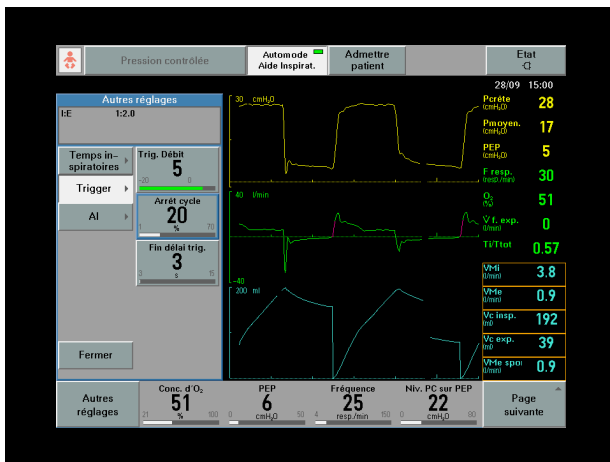 Pression contrôlée
Automode
Aide Inspirat.
Admettre
patient
Etat
28/09 15:00
Autres réglages
I:E 1:2.0
Temps in-
spiratoires
Trigger
AI
Trig. Débit
5
-20 0
Arrêt cycle
20
1 % 70
Fin délai trig.
3
3 s 15
Fermer
30 cmH₂O
40 l/min
-40
200 ml
Pcrête
(cmH₂O)
28
Pmoyen.
(cmH₂O)
17
PEP
(cmH₂O)
5
F resp.
(resp./min)
30
O₂
(%)
51
V̇ f. exp.
(l/min)
0
Ti/Ttot
0.57
VMi
(l/min)
3.8
VMe
(l/min)
0.9
Vc insp.
(ml)
192
Vc exp.
(ml)
39
VMe spo
(l/min)
0.9
Autres
réglages
Conc. d'O₂
51
21 % 100
PEP
6
0 cmH₂O 50
Fréquence
25
4 resp./min 150
Niv. PC sur PEP
22
0 cmH₂O 80
Page
suivante